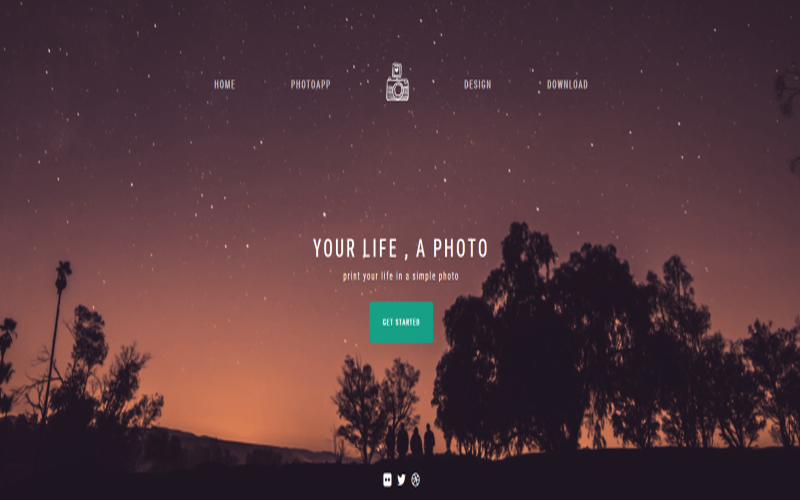 HOME PHOTOAPP DESIGN DOWNLOAD
YOUR LIFE , A PHOTO
print your life in a simple photo
GET STARTED